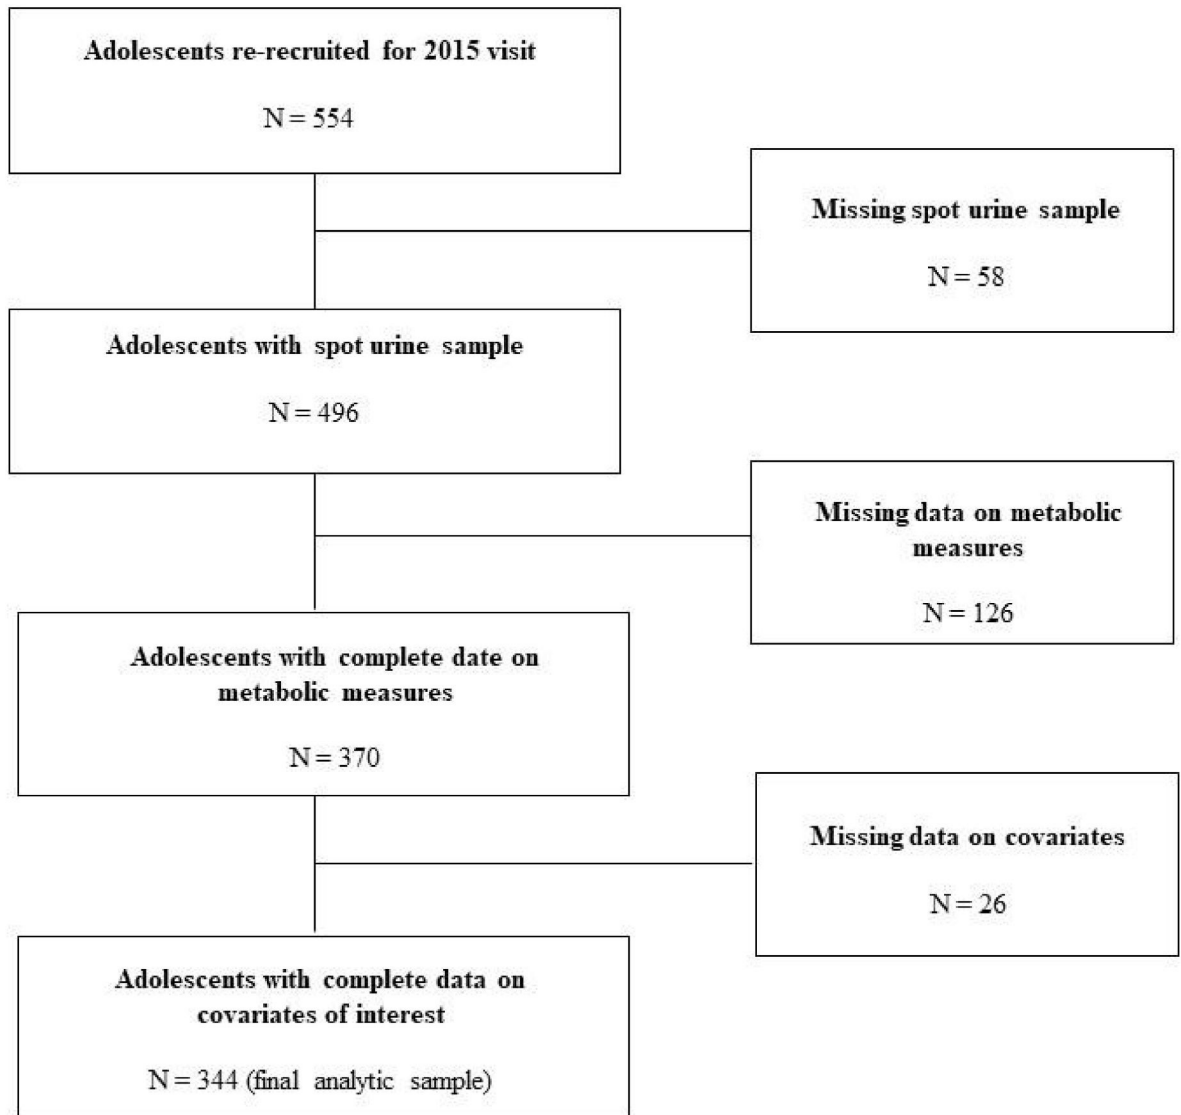 Adolescents re-recruited for 2015 visit
N = 554
Missing spot urine sample
N = 58
Adolescents with spot urine sample
N = 496
Missing data on metabolic
measures
N = 126
Adolescents with complete date on
metabolic measures
N = 370
Missing data on covariates
N = 26
Adolescents with complete data on
covariates of interest
N = 344 (final analytic sample)